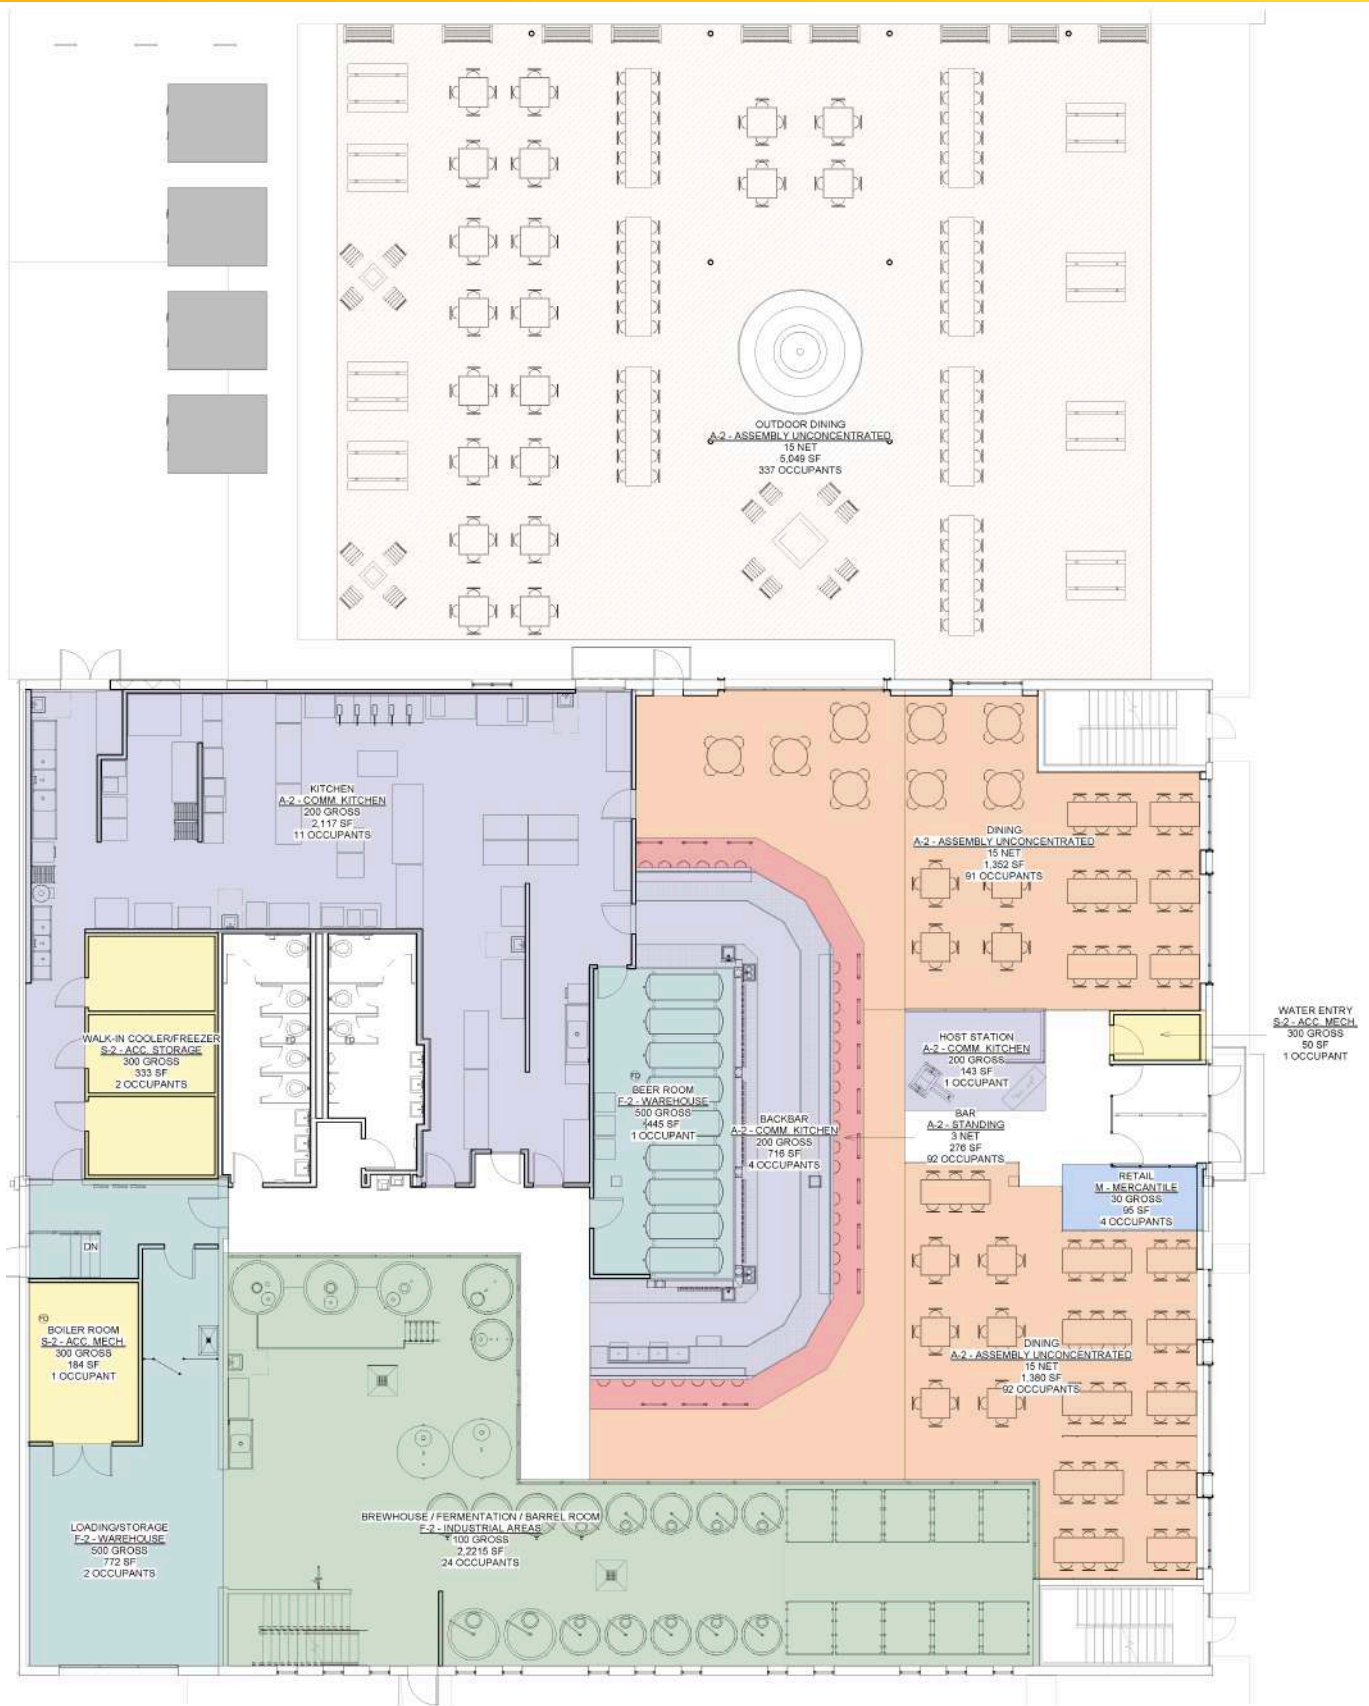 OUTDOOR DINING
A-2 - ASSEMBLY UNCONCENTRATED
15 NET
5,049 SF
337 OCCUPANTS
KITCHEN
A-2 - COMM. KITCHEN
200 GROSS
2,117 SF
11 OCCUPANTS
DINING
A-2 - ASSEMBLY UNCONCENTRATED
15 NET
1,352 SF
91 OCCUPANTS
WALK-IN COOLER/FREEZER
S-2 - ACC. STORAGE
300 GROSS
333 SF
2 OCCUPANTS
WATER ENTRY
S-2 - ACC. MECH.
300 GROSS
50 SF
1 OCCUPANT
HOST STATION
A-2 - COMM. KITCHEN
200 GROSS
143 SF
1 OCCUPANT
FD
BEER ROOM
F-2 - WAREHOUSE
500 GROSS
445 SF
1 OCCUPANT
BACKBAR
A-2 - COMM. KITCHEN
200 GROSS
716 SF
4 OCCUPANTS
BAR
A-2 - STANDING
3 NET
276 SF
92 OCCUPANTS
RETAIL
M - MERCANTILE
30 GROSS
95 SF
4 OCCUPANTS
DN
FD
BOILER ROOM
S-2 - ACC. MECH.
300 GROSS
184 SF
1 OCCUPANT
DINING
A-2 - ASSEMBLY UNCONCENTRATED
15 NET
1,380 SF
92 OCCUPANTS
LOADING/STORAGE
F-2 - WAREHOUSE
500 GROSS
772 SF
2 OCCUPANTS
BREWHOUSE / FERMENTATION / BARREL ROOM
F-2 - INDUSTRIAL AREAS
100 GROSS
2,2215 SF
24 OCCUPANTS